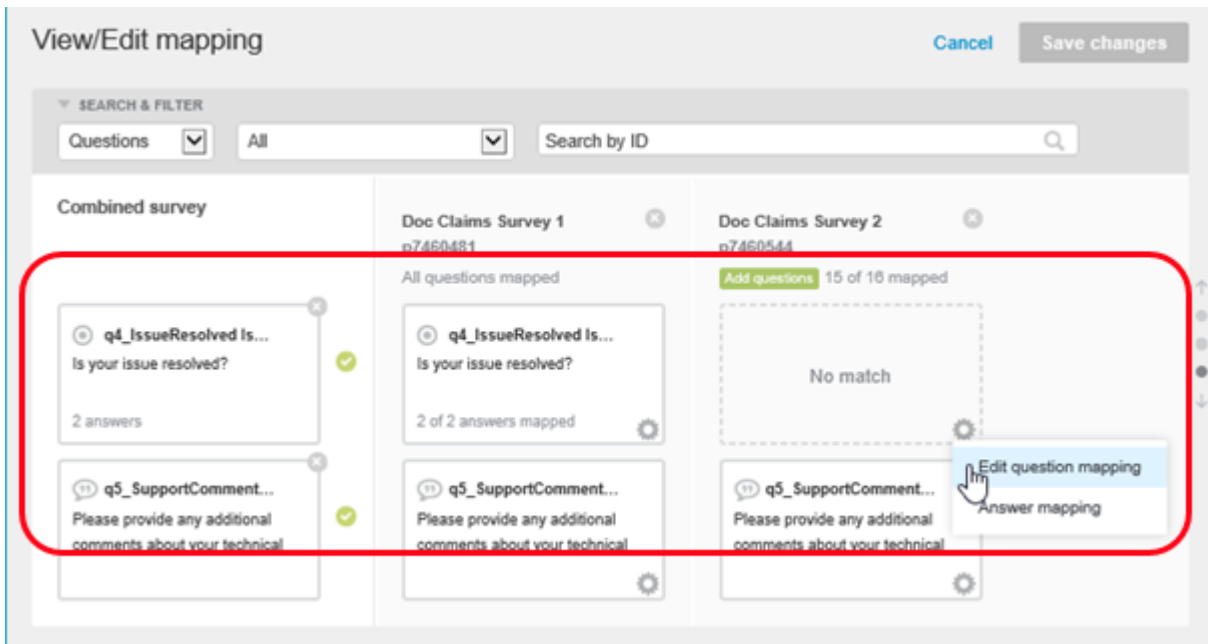 View/Edit mapping
Cancel
Save changes
SEARCH & FILTER
Questions
All
Search by ID
Combined survey
Doc Claims Survey 1
p7460481
All questions mapped
Doc Claims Survey 2
p7460544
Add questions 15 of 16 mapped
q4_IssueResolved Is...
Is your issue resolved?
2 answers
q4_IssueResolved Is...
Is your issue resolved?
2 of 2 answers mapped
No match
Edit question mapping
Answer mapping
q5_SupportComment...
Please provide any additional
comments about your technical
q5_SupportComment...
Please provide any additional
comments about your technical
q5_SupportComment...
Please provide any additional
comments about your technical